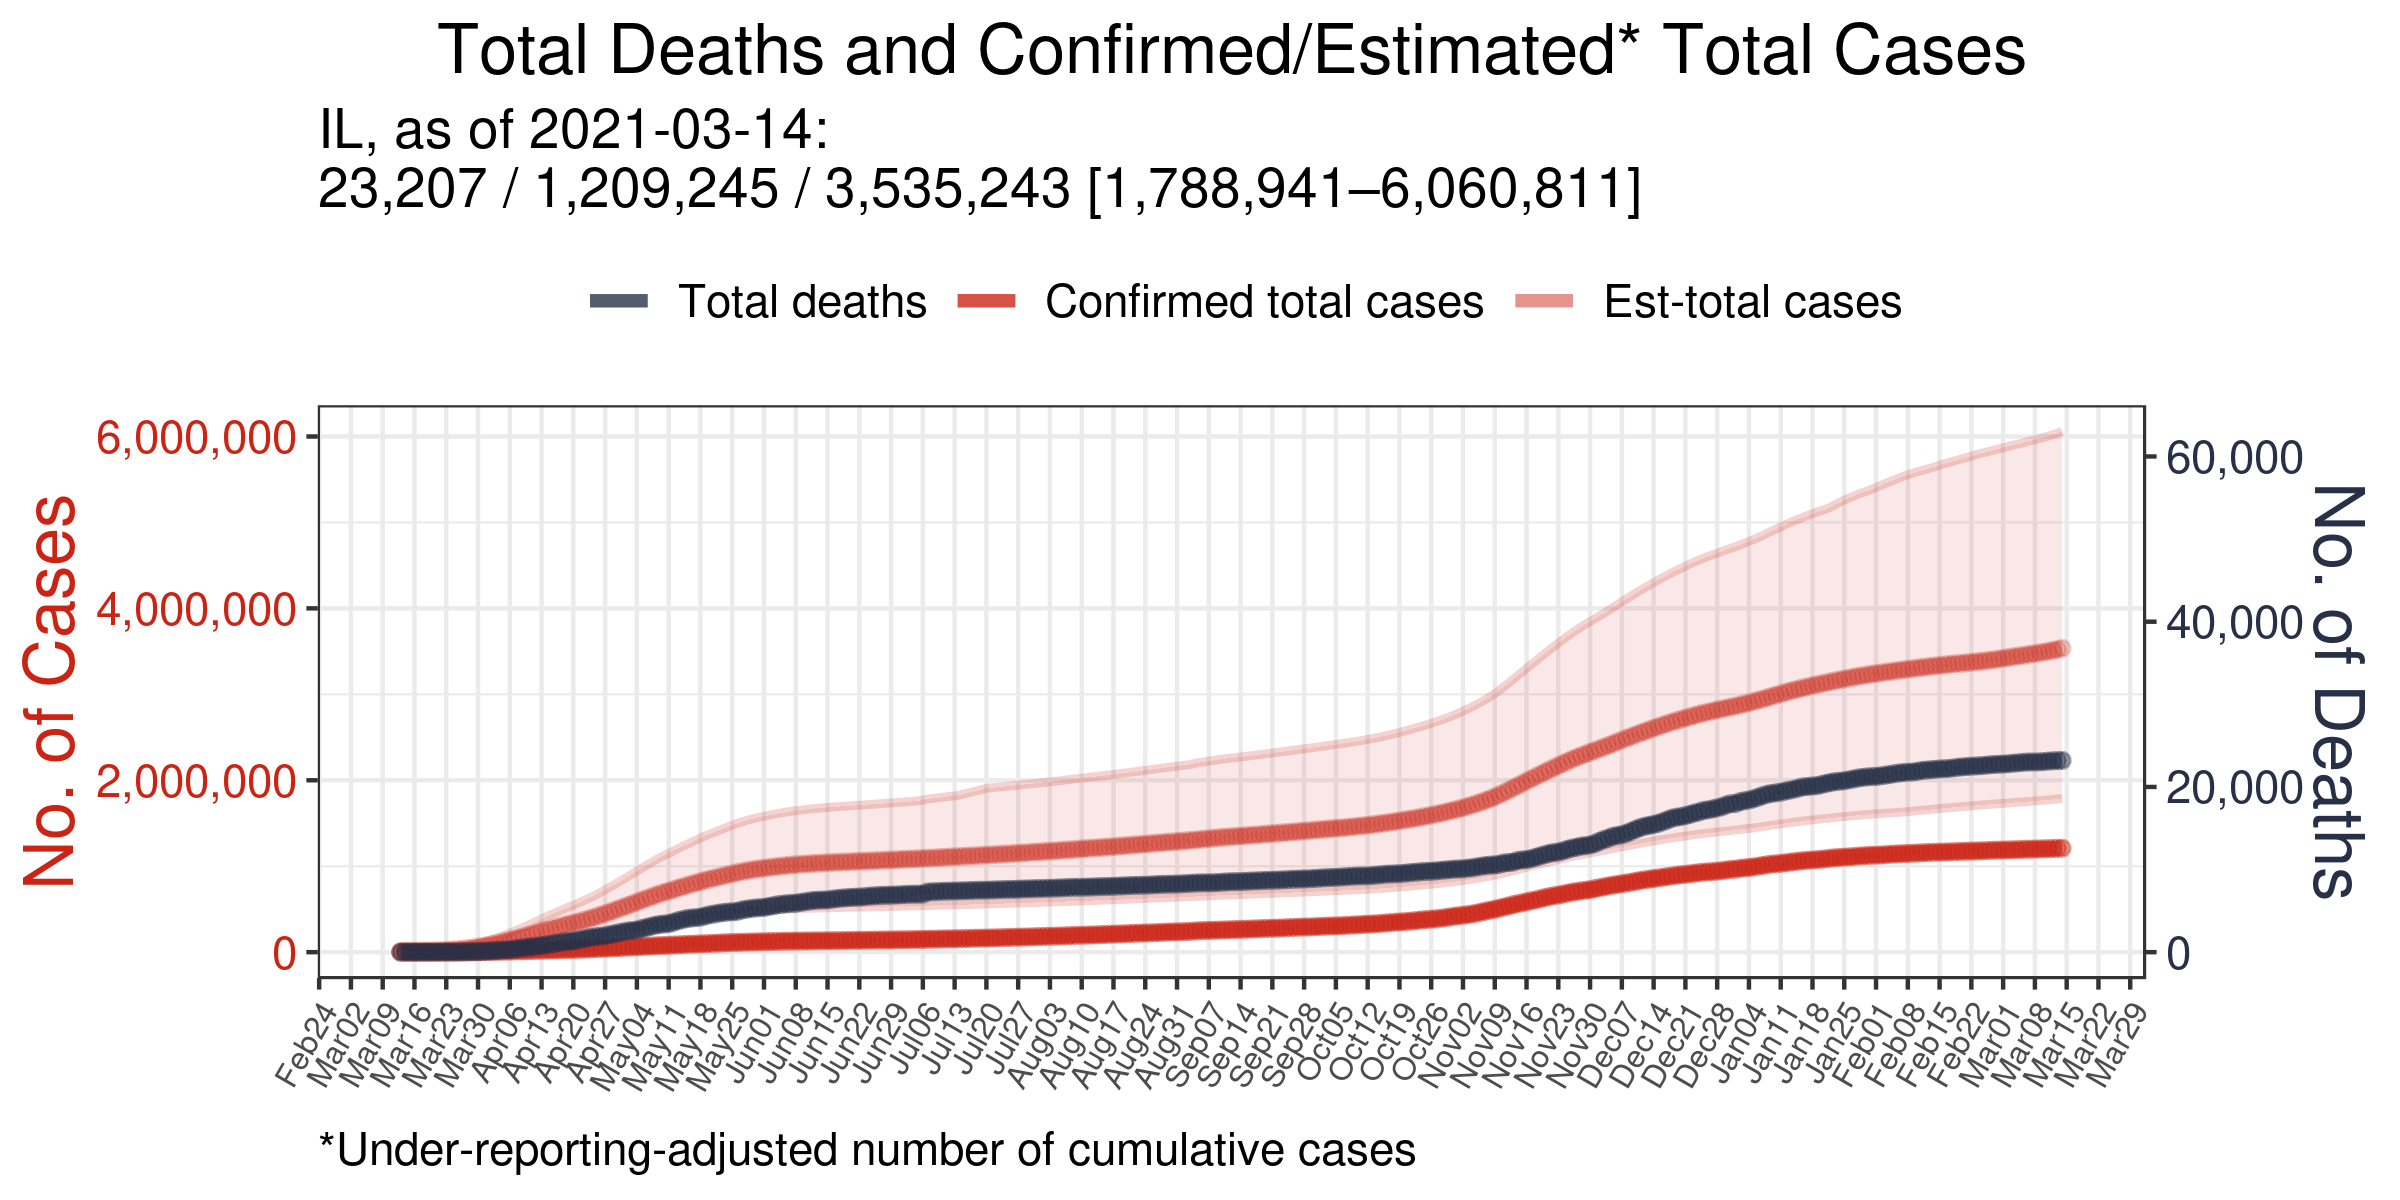 Total Deaths and Confirmed/Estimated* Total Cases
IL, as of 2021-03-14:
23,207 / 1,209,245 / 3,535,243 [1,788,941–6,060,811]
Total deaths
Confirmed total cases
Est-total cases
No. of Cases
6,000,000
4,000,000
2,000,000
0
60,000
40,000
20,000
0
No. of Deaths
Feb24
Mar02
Mar09
Mar16
Mar23
Mar30
Apr06
Apr13
Apr20
Apr27
May04
May11
May18
May25
Jun01
Jun08
Jun15
Jun22
Jun29
Jul06
Jul13
Jul20
Jul27
Aug03
Aug10
Aug17
Aug24
Aug31
Sep07
Sep14
Sep21
Sep28
Oct05
Oct12
Oct19
Oct26
Nov02
Nov09
Nov16
Nov23
Nov30
Dec07
Dec14
Dec21
Dec28
Jan04
Jan11
Jan18
Jan25
Feb01
Feb08
Feb15
Feb22
Mar01
Mar08
Mar15
Mar22
Mar29
*Under-reporting-adjusted number of cumulative cases